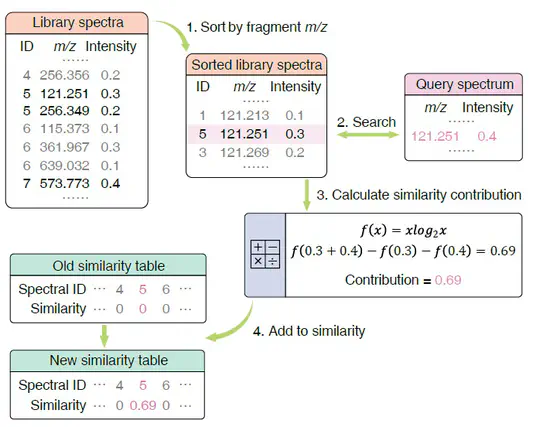 Library spectra
ID m/z Intensity
......
4 256.356 0.2
5 121.251 0.3
5 256.349 0.2
6 115.373 0.1
6 361.967 0.3
6 639.032 0.1
7 573.773 0.4
......
1. Sort by fragment m/z
Sorted library spectra
ID m/z Intensity
......
1 121.213 0.1
5 121.251 0.3
3 121.269 0.2
......
2. Search
Query spectrum
m/z Intensity
......
121.251 0.4
......
3. Calculate similarity contribution
+ −
× ÷
f(x) = xlog₂x
f(0.3 + 0.4) − f(0.3) − f(0.4) = 0.69
Contribution = 0.69
4. Add to similarity
Old similarity table
Spectral ID ··· 4 5 6 ···
Similarity ··· 0 0 0 ···
New similarity table
Spectral ID ··· 4 5 6 ···
Similarity ··· 0 0.69 0 ···